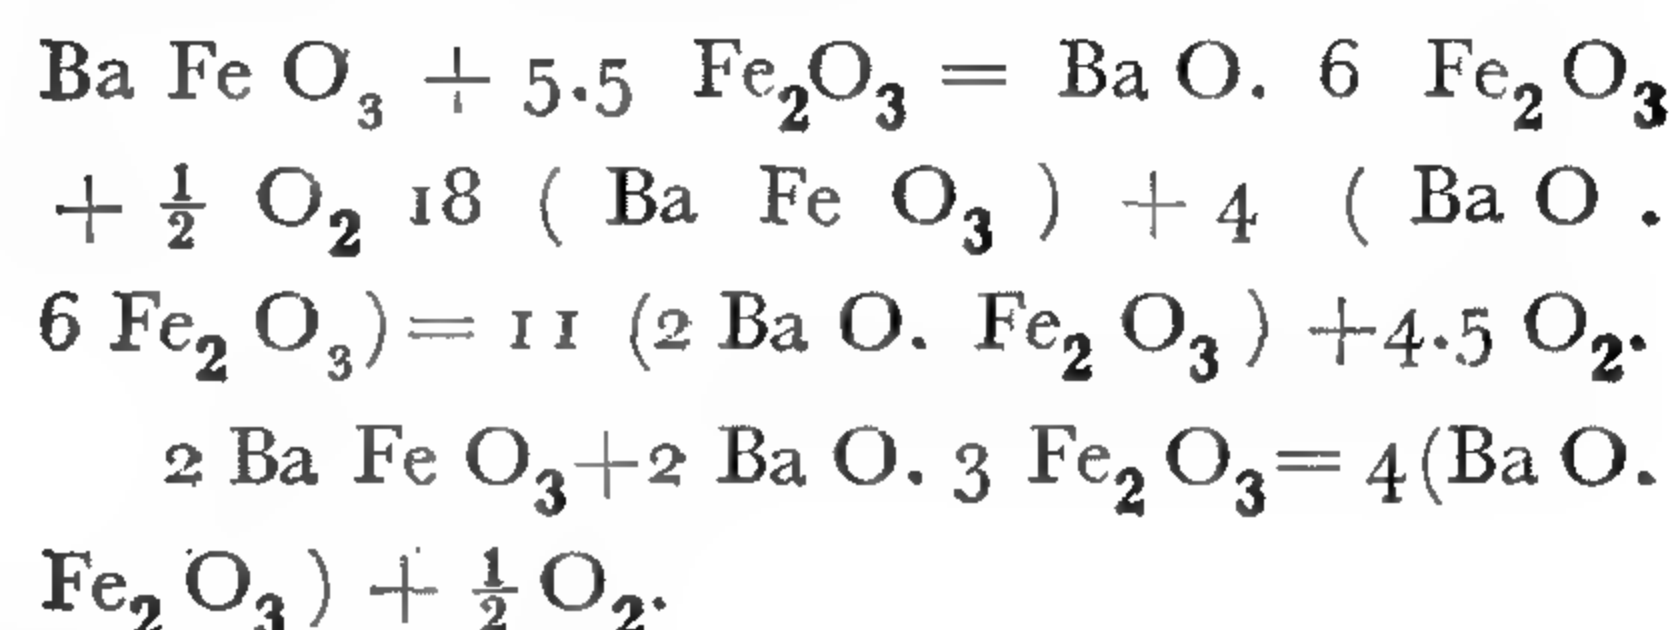 Ba Fe O₃ + 5.5 Fe₂O₃ = Ba O. 6 Fe₂ O₃
+ ½ O₂ 18 ( Ba Fe O₃ ) + 4 ( Ba O .
6 Fe₂ O₃) = 11 (2 Ba O. Fe₂ O₃ ) +4.5 O₂.
2 Ba Fe O₃+2 Ba O. 3 Fe₂ O₃= 4(Ba O.
Fe₂ O₃) + ½ O₂.